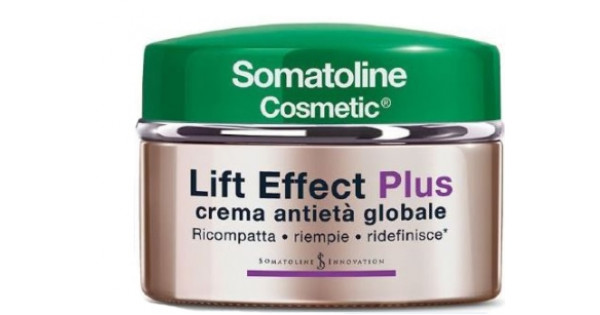 Somatoline
Cosmetic®
Lift Effect Plus
crema antietà globale
Ricompatta • riempie • ridefinisce*
SOMATOLINE S INNOVATION